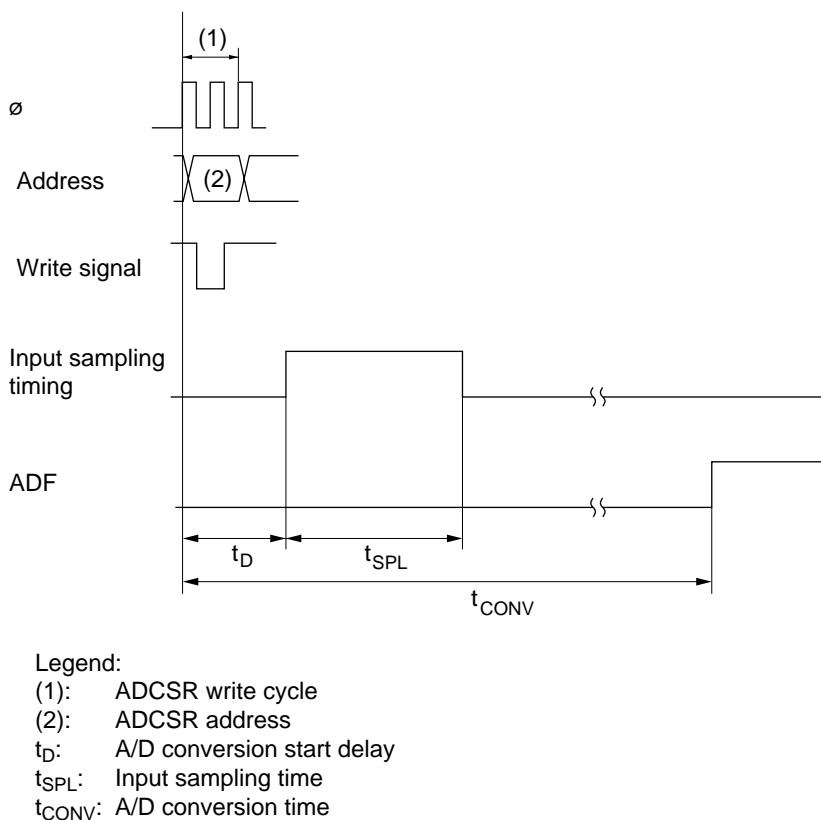 (1)
ø
Address
(2)
Write signal
Input sampling
timing
ADF
tD
tSPL
tCONV
Legend:
(1): ADCSR write cycle
(2): ADCSR address
tD: A/D conversion start delay
tSPL: Input sampling time
tCONV: A/D conversion time